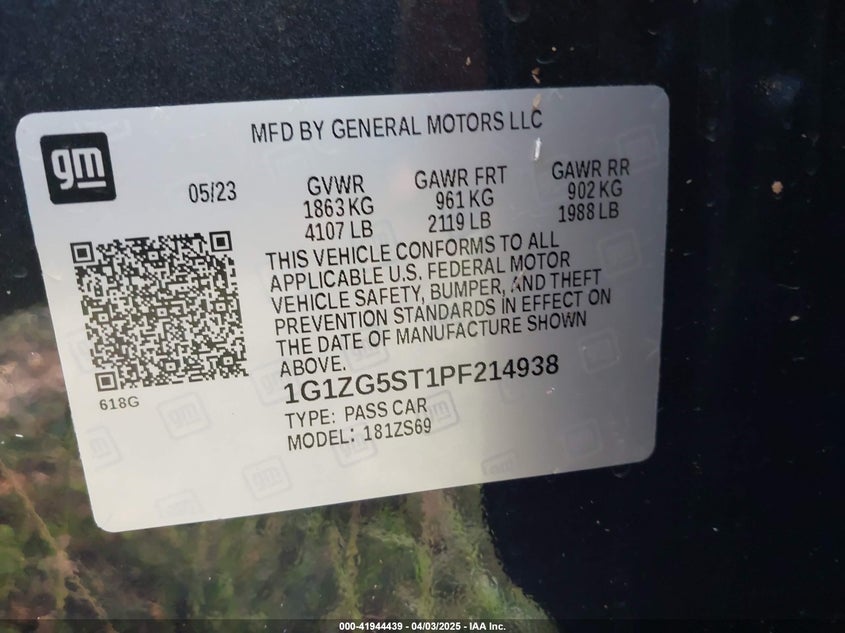 gm
MFD BY GENERAL MOTORS LLC
05/23
GVWR
1863 KG
4107 LB
GAWR FRT
961 KG
2119 LB
GAWR RR
902 KG
1988 LB
THIS VEHICLE CONFORMS TO ALL
APPLICABLE U.S. FEDERAL MOTOR
VEHICLE SAFETY, BUMPER, AND THEFT
PREVENTION STANDARDS IN EFFECT ON
THE DATE OF MANUFACTURE SHOWN
ABOVE.
618G
1G1ZG5ST1PF214938
TYPE: PASS CAR
MODEL: 181ZS69
000-41944439 - 04/03/2025 - IAA Inc.